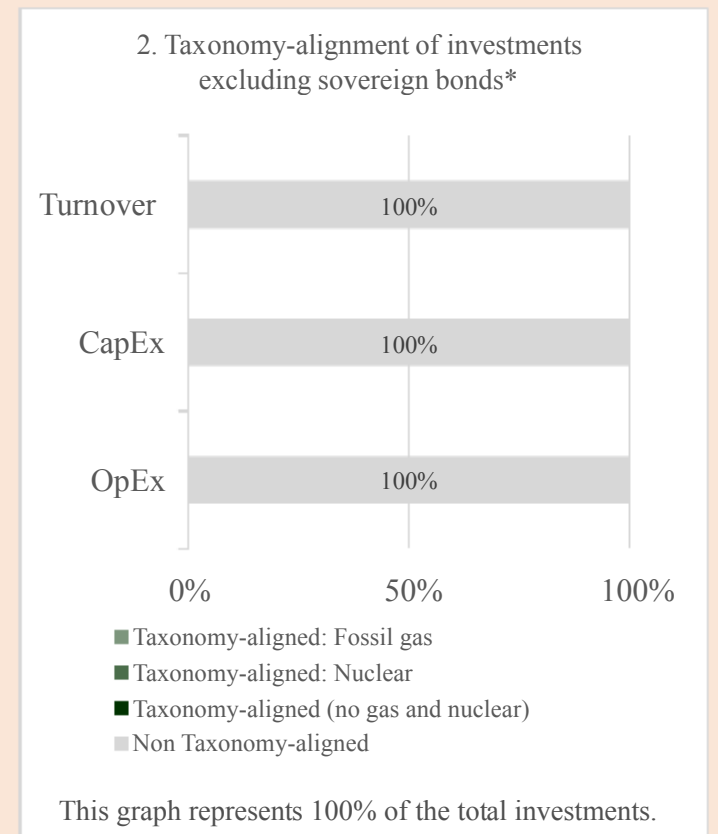 2. Taxonomy-alignment of investments
excluding sovereign bonds*
Turnover
100%
CapEx
100%
OpEx
100%
0% 50% 100%
Taxonomy-aligned: Fossil gas
Taxonomy-aligned: Nuclear
Taxonomy-aligned (no gas and nuclear)
Non Taxonomy-aligned
This graph represents 100% of the total investments.